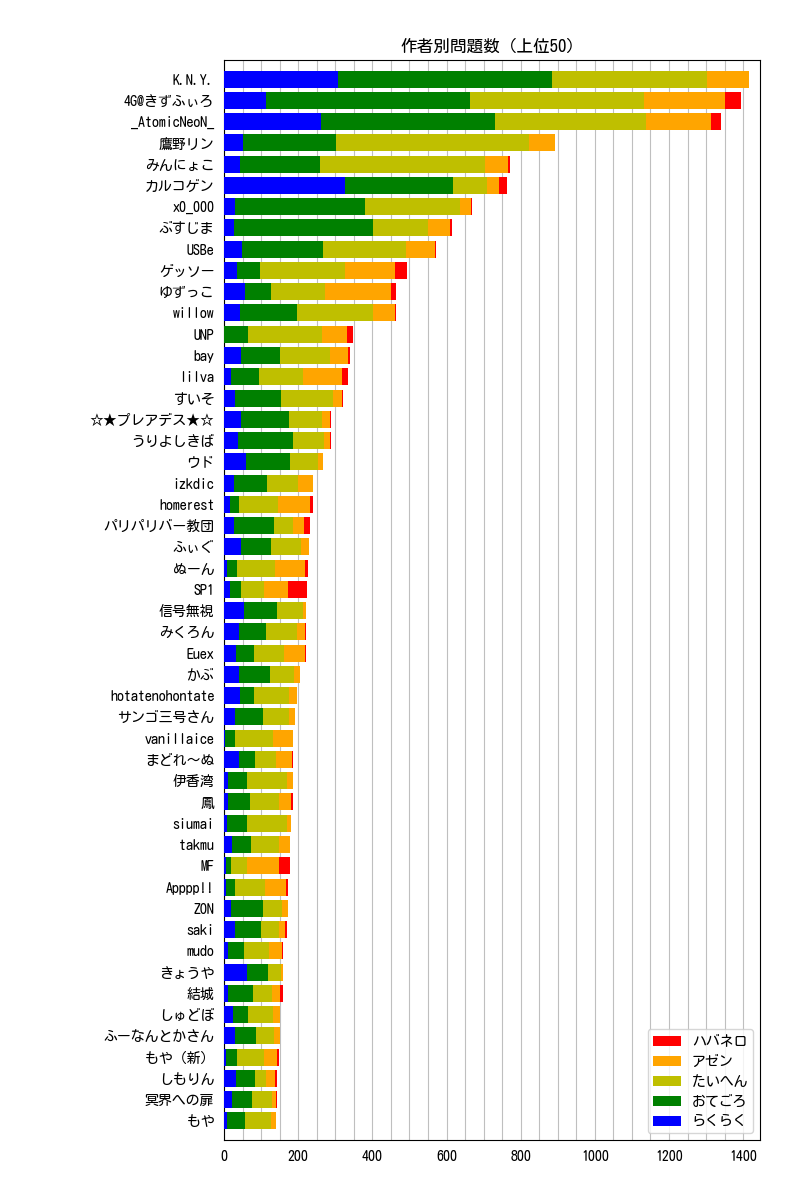 作者別問題数（上位50）
K.N.Y.
4G@きずふぃろ
_AtomicNeoN_
鷹野リン
みんにょこ
カルコゲン
x0_000
ぶすじま
USBe
ゲッソー
ゆずっこ
willow
UNP
bay
lilva
すいそ
☆★プレアデス★☆
うりよしきば
ウド
izkdic
homerest
パリパリバー教団
ふぃぐ
ぬーん
SP1
信号無視
みくろん
Euex
かぶ
hotatenohontate
サンゴ三号さん
vanillaice
まどれ～ぬ
伊香湾
鳳
siumai
takmu
MF
Appppll
ZON
saki
mudo
きょうや
結城
しゅどぼ
ふーなんとかさん
もや（新）
しもりん
冥界への扉
もや
ハバネロ
アゼン
たいへん
おてごろ
らくらく
0 200 400 600 800 1000 1200 1400